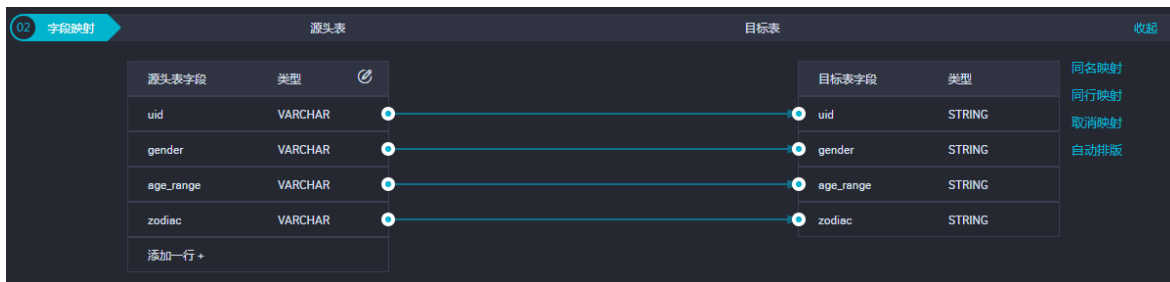 02 字段映射 源头表 目标表 收起
源头表字段 类型 目标表字段 类型 同名映射
同行映射
uid VARCHAR uid STRING 取消映射
gender VARCHAR gender STRING 自动排版
age_range VARCHAR age_range STRING
zodiac VARCHAR zodiac STRING
添加一行 +